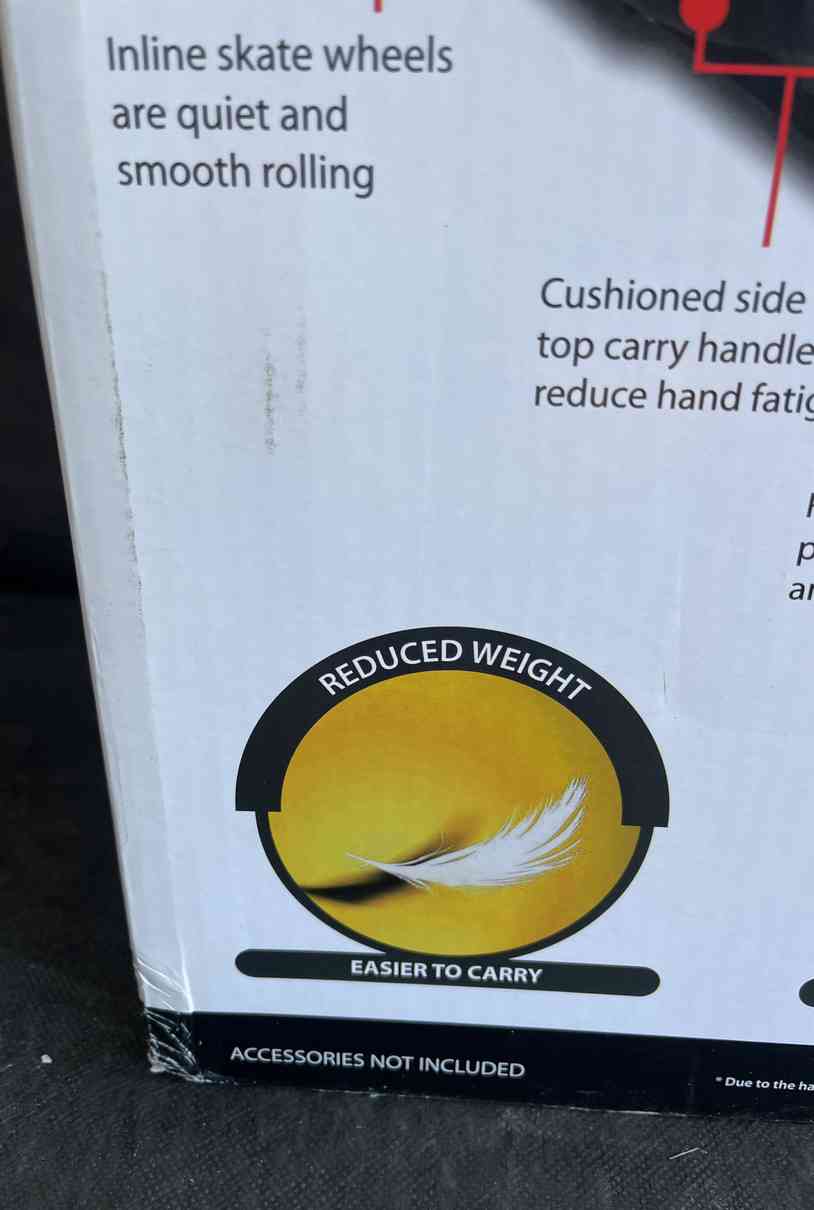 Inline skate wheels
are quiet and
smooth rolling
Cushioned side
top carry handle
reduce hand
REDUCED WEIGHT
EASIER TO CARRY
ACCESSORIES NOT INCLUDED
* Due to the